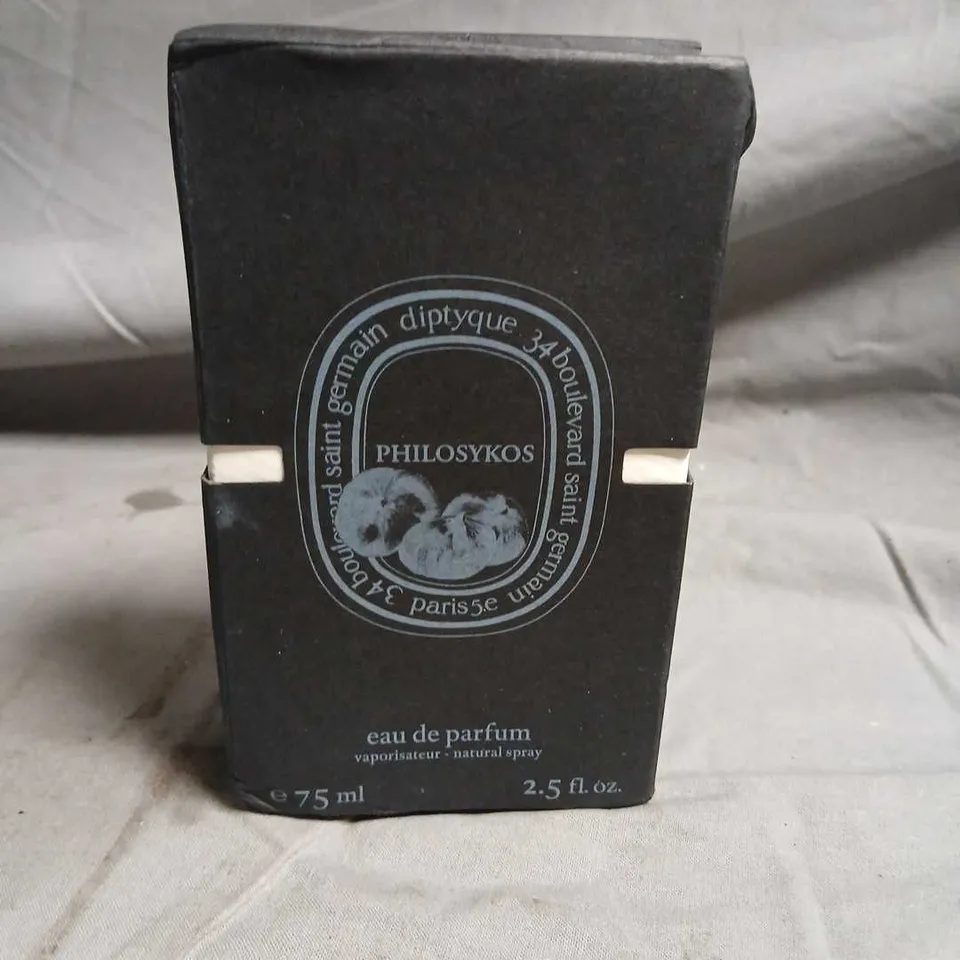 diptyque 34 boulevard saint germain paris 5.e 34 boulevard saint germain
PHILOSYKOS
eau de parfum
vaporisateur - natural spray
e 75 ml 2.5 fl. oz.